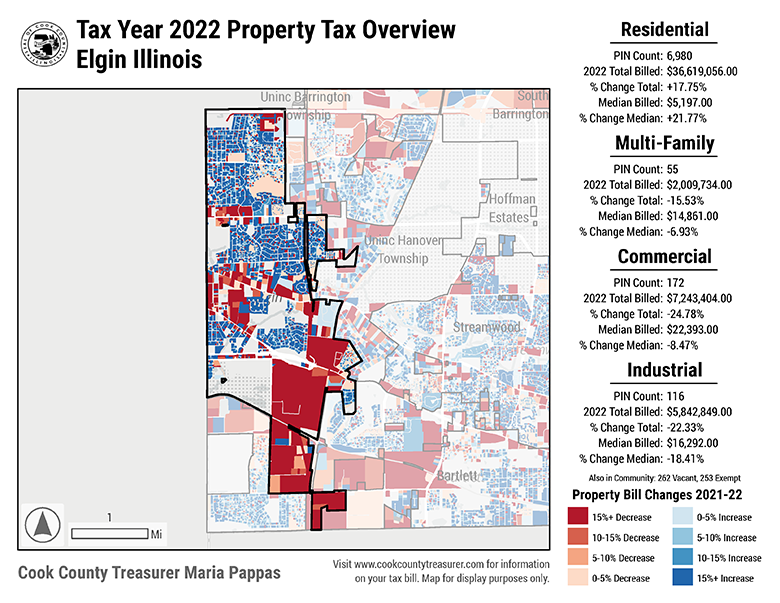 Tax Year 2022 Property Tax Overview
Elgin Illinois
Uninc Barrington
Township
South
Barrington
Hoffman
Estates
Uninc Hanover
Township
Streamwood
Bartlett
1
Mi
Cook County Treasurer Maria Pappas
Visit www.cookcountytreasurer.com for information
on your tax bill. Map for display purposes only.
Residential
PIN Count: 6,980
2022 Total Billed: $36,619,056.00
% Change Total: +17.75%
Median Billed: $5,197.00
% Change Median: +21.77%
Multi-Family
PIN Count: 55
2022 Total Billed: $2,009,734.00
% Change Total: -15.53%
Median Billed: $14,861.00
% Change Median: -6.93%
Commercial
PIN Count: 172
2022 Total Billed: $7,243,404.00
% Change Total: -24.78%
Median Billed: $22,393.00
% Change Median: -8.47%
Industrial
PIN Count: 116
2022 Total Billed: $5,842,849.00
% Change Total: -22.33%
Median Billed: $16,292.00
% Change Median: -18.41%
Also in Community: 262 Vacant, 253 Exempt
Property Bill Changes 2021-22
15%+ Decrease
10-15% Decrease
5-10% Decrease
0-5% Decrease
0-5% Increase
5-10% Increase
10-15% Increase
15%+ Increase